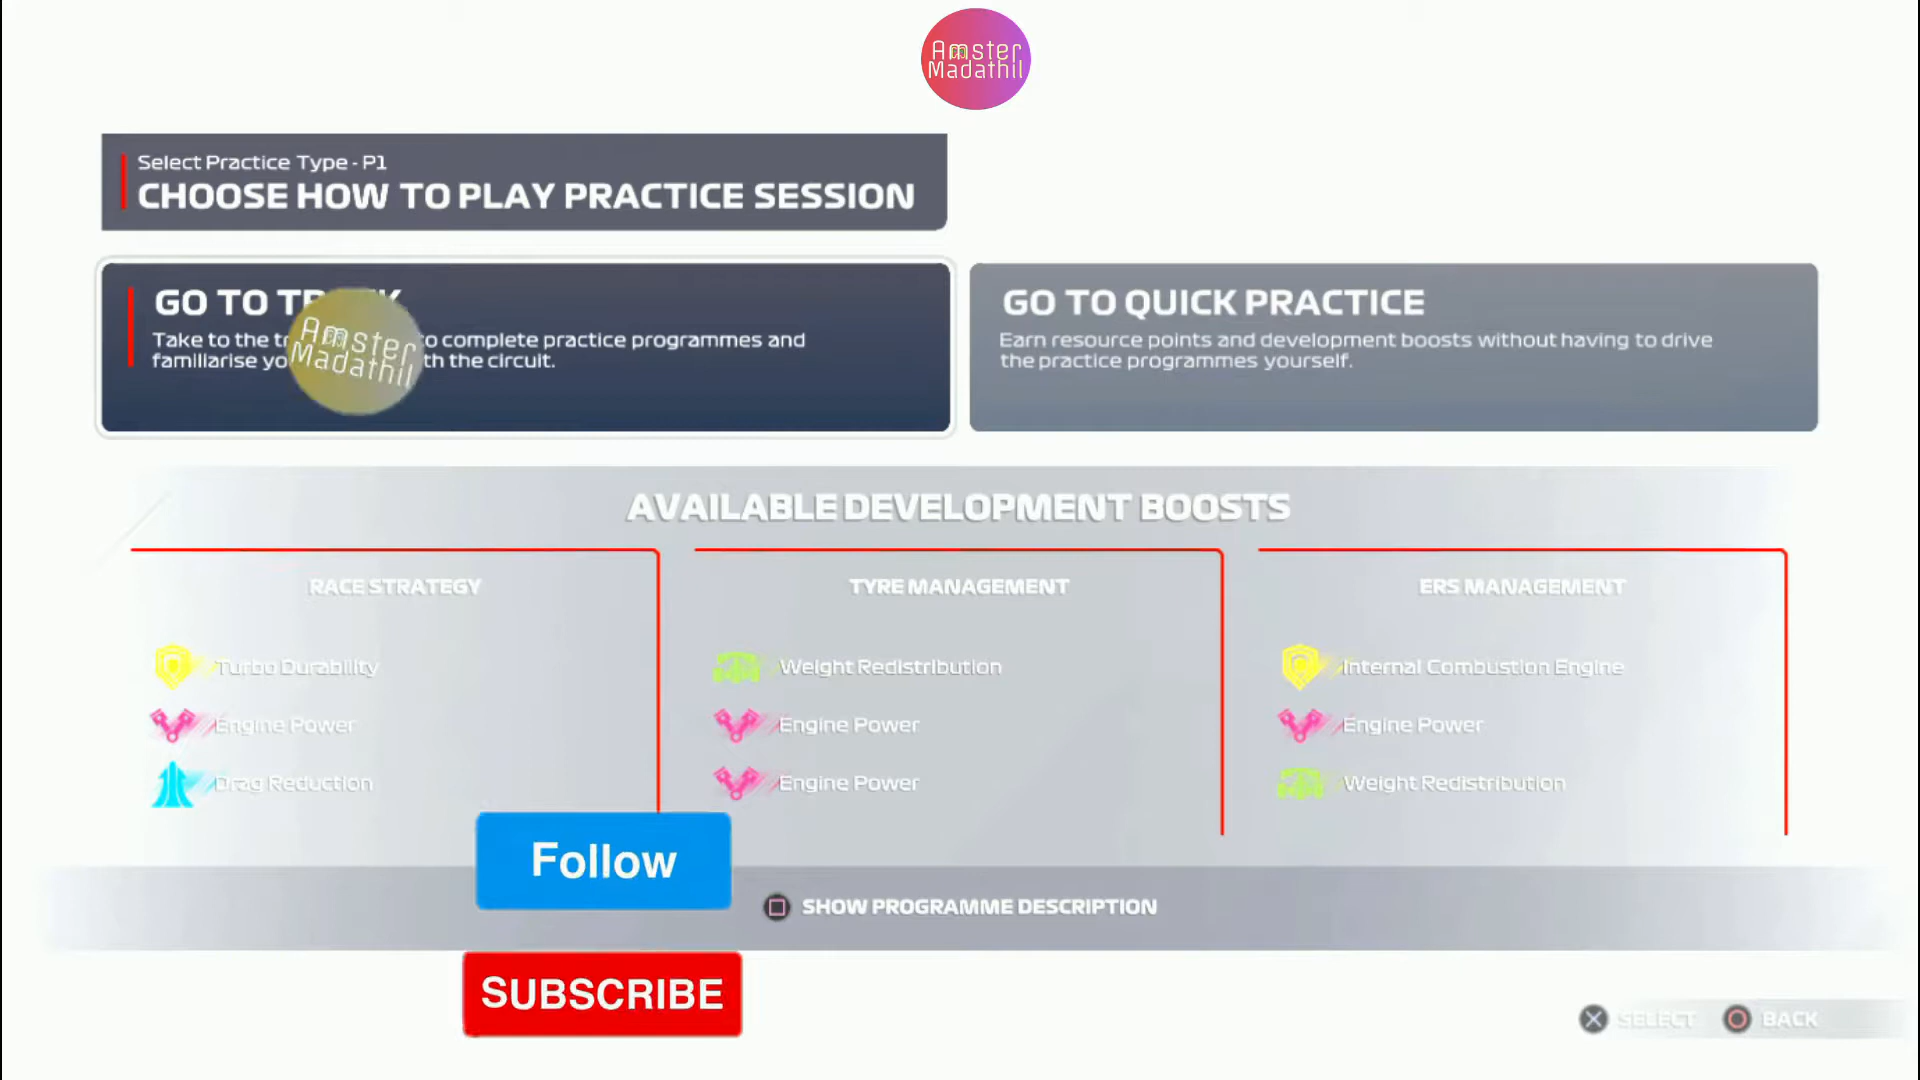 Amster
Madathil
Select Practice Type - P1
CHOOSE HOW TO PLAY PRACTICE SESSION
GO TO
Take to the to complete practice programmes and
familiarise th the circuit.
Amster
Madathil
GO TO QUICK PRACTICE
Earn resource points and development boosts without having to drive
the practice programmes yourself.
AVAILABLE DEVELOPMENT BOOSTS
RACE STRATEGY
Turbo Durability
Engine Power
Drag Reduction
TYRE MANAGEMENT
Weight Redistribution
Engine Power
Engine Power
ERS MANAGEMENT
Internal Combustion Engine
Engine Power
Weight Redistribution
Follow
SHOW PROGRAMME DESCRIPTION
SUBSCRIBE
SELECT
BACK